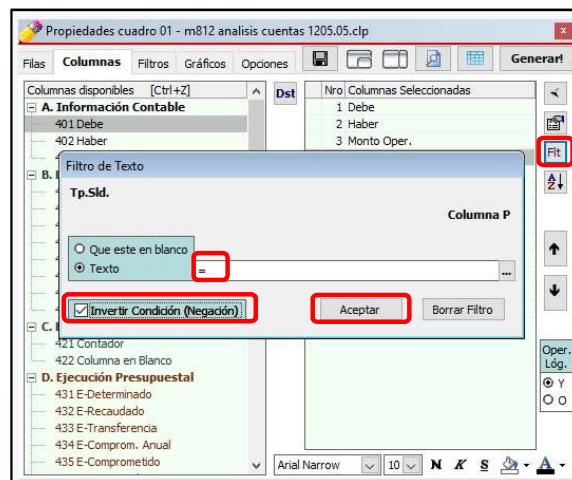 Propiedades cuadro 01 - m812 analisis cuentas 1205.05.clp
x
Filas Columnas Filtros Gráficos Opciones Generar!
Columnas disponibles [Ctrl+Z]
A. Información Contable
401 Debe
402 Haber
B.
C.
421 Contador
422 Columna en Blanco
D. Ejecución Presupuestal
431 E-Determinado
432 E-Recaudado
433 E-Transferencia
434 E-Comprom. Anual
435 E-Comprometido
Dst
Nro Columnas Seleccionadas
1 Debe
2 Haber
3 Monto Oper.
Flt
A
Z
Filtro de Texto
Tp.Sld.
Columna P
Que este en blanco
Texto = ...
Invertir Condición (Negación) Aceptar Borrar Filtro
Oper.
Lóg.
Y
O
Arial Narrow 10 N K S A